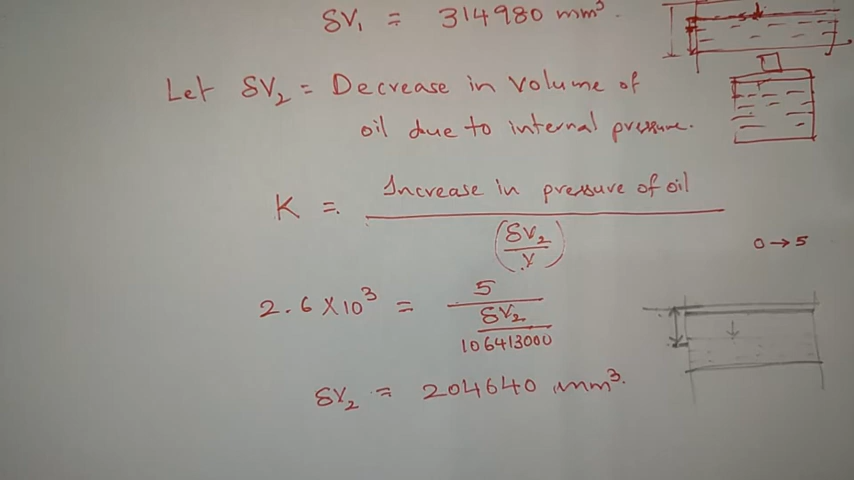 δV₁ = 314980 mm³.
Let δV₂ = Decrease in volume of
oil due to internal pressure.
K = Increase in pressure of oil
(δV₂/V)
0 → 5
2.6 × 10³ = 5
δV₂
106413000
δV₂ = 204640 mm³.